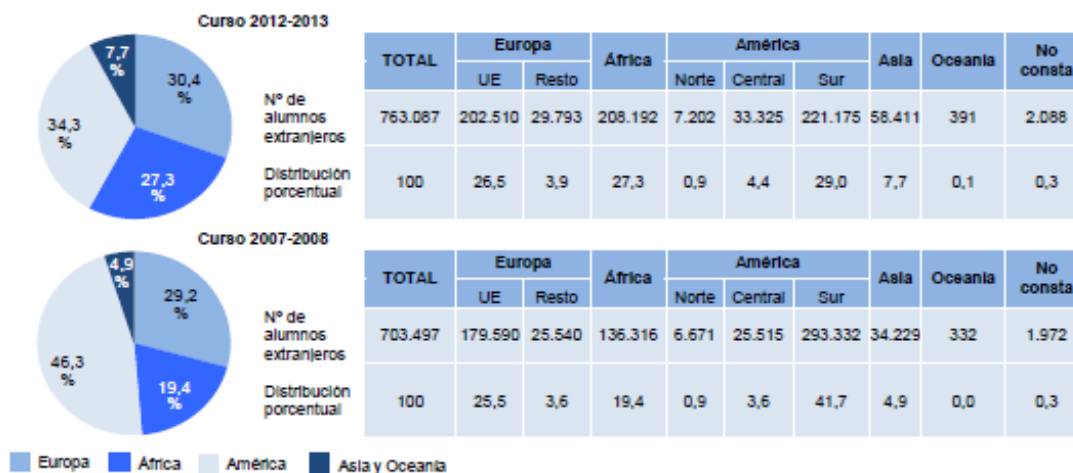 Curso 2012-2013
7,7 %
30,4 %
34,3 %
27,3 %
TOTAL Europa África América Asia Oceanía No consta
UE Resto Norte Central Sur
Nº de alumnos extranjeros 763.087 202.510 29.793 208.192 7.202 33.325 221.175 58.411 391 2.088
Distribución porcentual 100 26,5 3,9 27,3 0,9 4,4 29,0 7,7 0,1 0,3
Curso 2007-2008
4,9 %
29,2 %
46,3 %
19,4 %
TOTAL Europa África América Asia Oceanía No consta
UE Resto Norte Central Sur
Nº de alumnos extranjeros 703.497 179.590 25.540 136.316 6.671 25.515 293.332 34.229 332 1.972
Distribución porcentual 100 25,5 3,6 19,4 0,9 3,6 41,7 4,9 0,0 0,3
Europa África América Asia y Oceanía